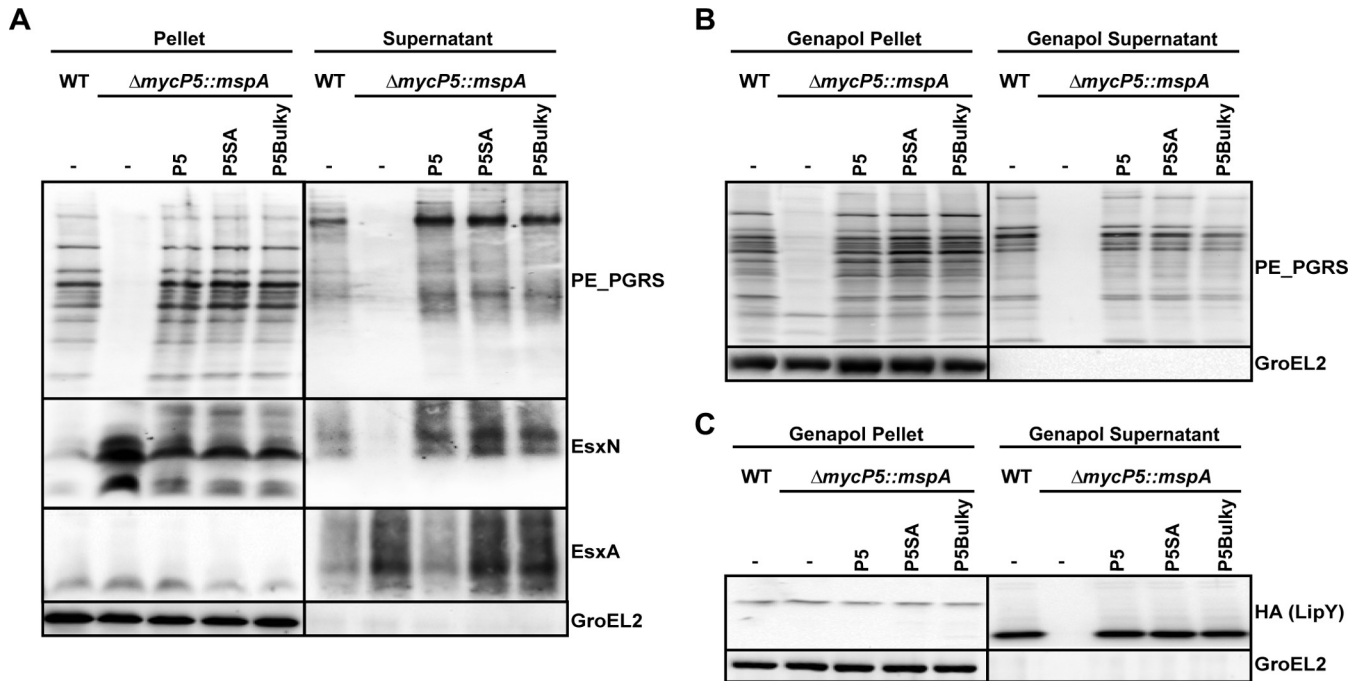 A
Pellet Supernatant
WT ΔmycP5::mspA WT ΔmycP5::mspA
- - P5 P5SA P5Bulky - - P5 P5SA P5Bulky
PE_PGRS
EsxN
EsxA
GroEL2
B
Genapol Pellet Genapol Supernatant
WT ΔmycP5::mspA WT ΔmycP5::mspA
- - P5 P5SA P5Bulky - - P5 P5SA P5Bulky
PE_PGRS
GroEL2
C
Genapol Pellet Genapol Supernatant
WT ΔmycP5::mspA WT ΔmycP5::mspA
- - P5 P5SA P5Bulky - - P5 P5SA P5Bulky
HA (LipY)
GroEL2